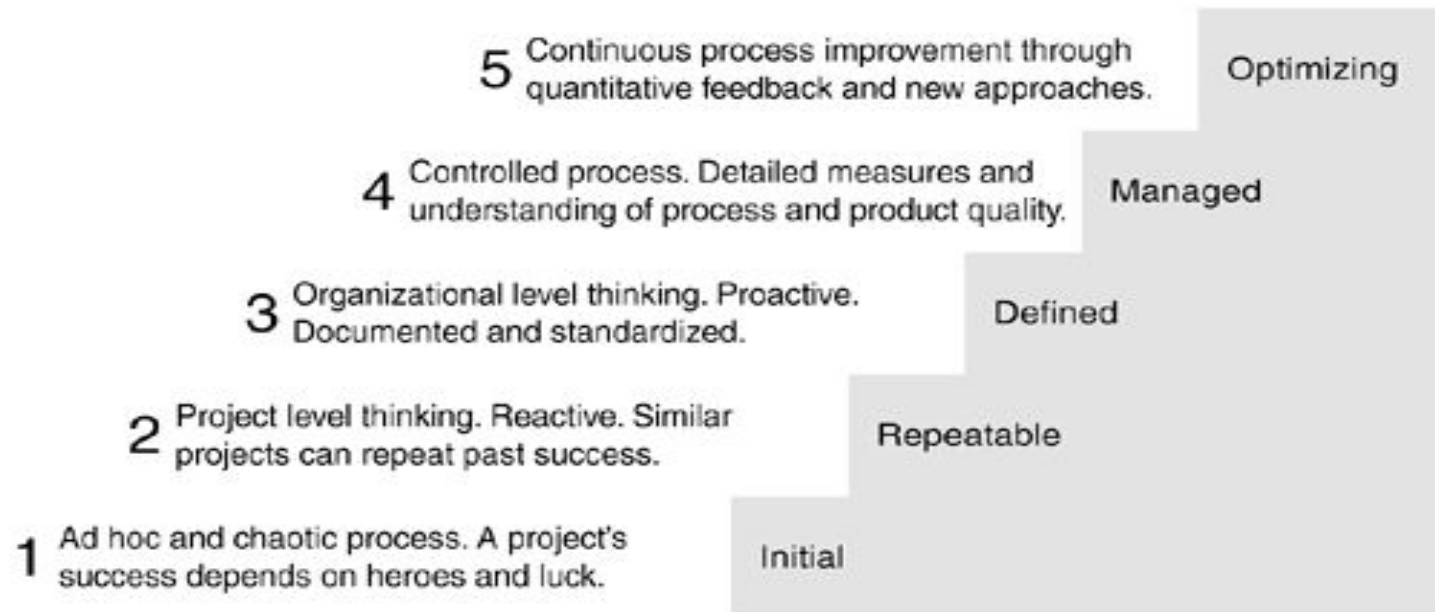 5 Continuous process improvement through
quantitative feedback and new approaches.
Optimizing
4 Controlled process. Detailed measures and
understanding of process and product quality.
Managed
3 Organizational level thinking. Proactive.
Documented and standardized.
Defined
2 Project level thinking. Reactive. Similar
projects can repeat past success.
Repeatable
1 Ad hoc and chaotic process. A project's
success depends on heroes and luck.
Initial